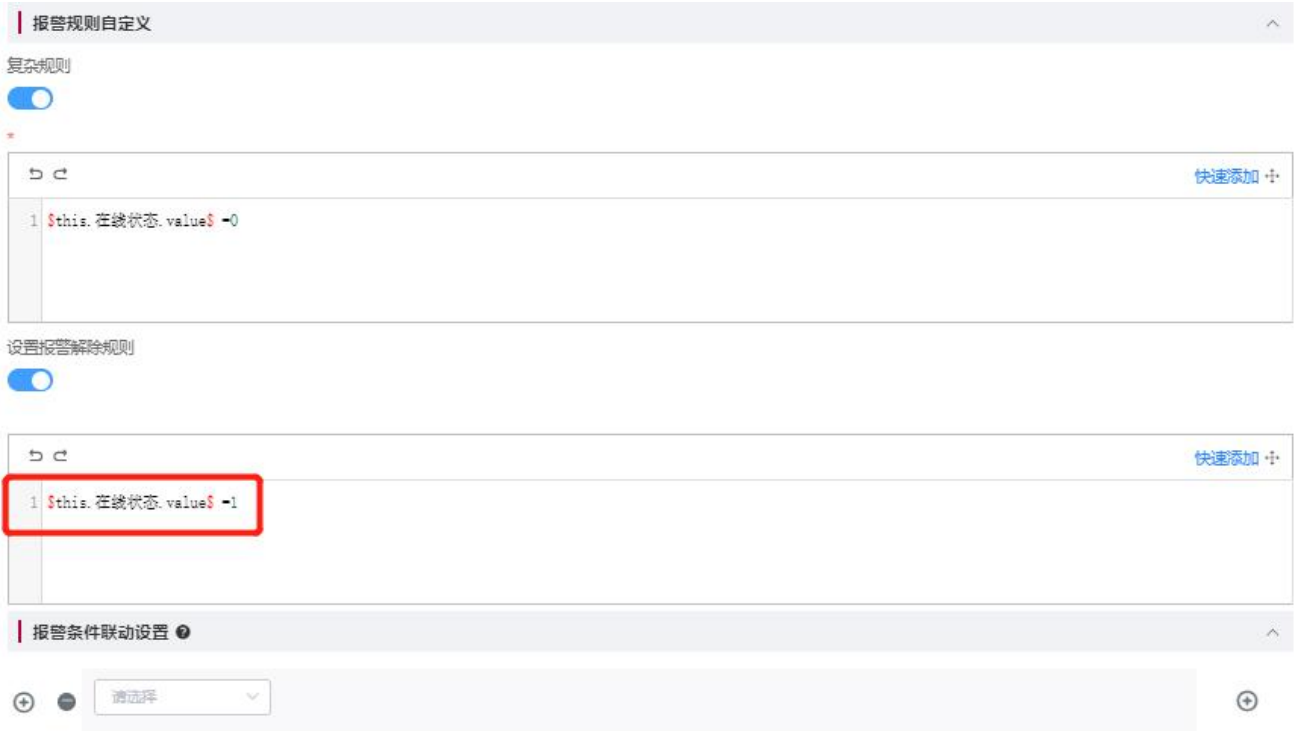 报警规则自定义
复杂规则
*
快速添加
1 $this.在线状态.value$ =0
设置报警解除规则
快速添加
1 $this.在线状态.value$ =1
报警条件联动设置 ?
请选择